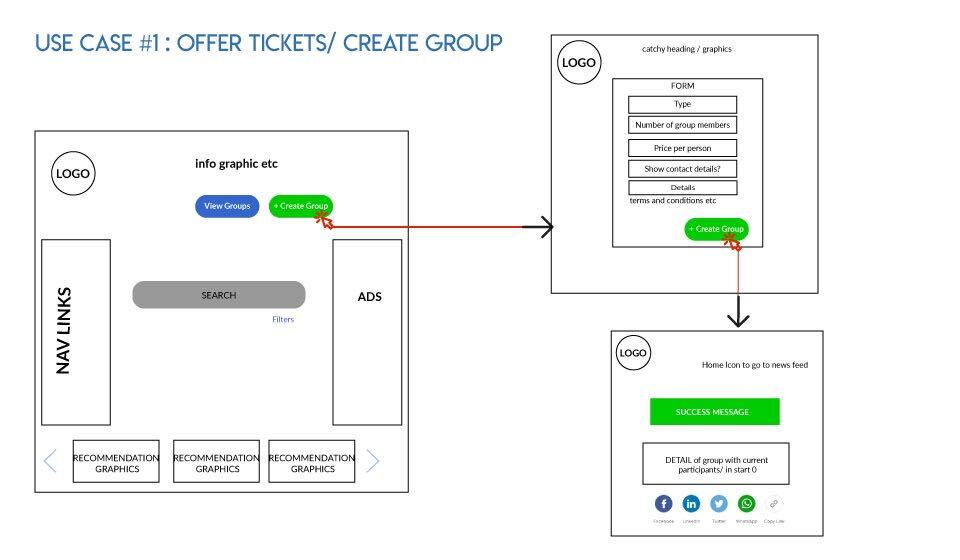 USE CASE #1 : OFFER TICKETS/ CREATE GROUP
LOGO
info graphic etc
View Groups
+ Create Group
NAV LINKS
SEARCH
Filters
ADS
RECOMMENDATION
GRAPHICS
RECOMMENDATION
GRAPHICS
RECOMMENDATION
GRAPHICS
LOGO
catchy heading / graphics
FORM
Type
Number of group members
Price per person
Show contact details?
Details
terms and conditions etc
+ Create Group
LOGO
Home Icon to go to news feed
SUCCESS MESSAGE
DETAIL of group with current
participants/ in start 0
Facebook
LinkedIn
Twitter
WhatsApp
Copy Link